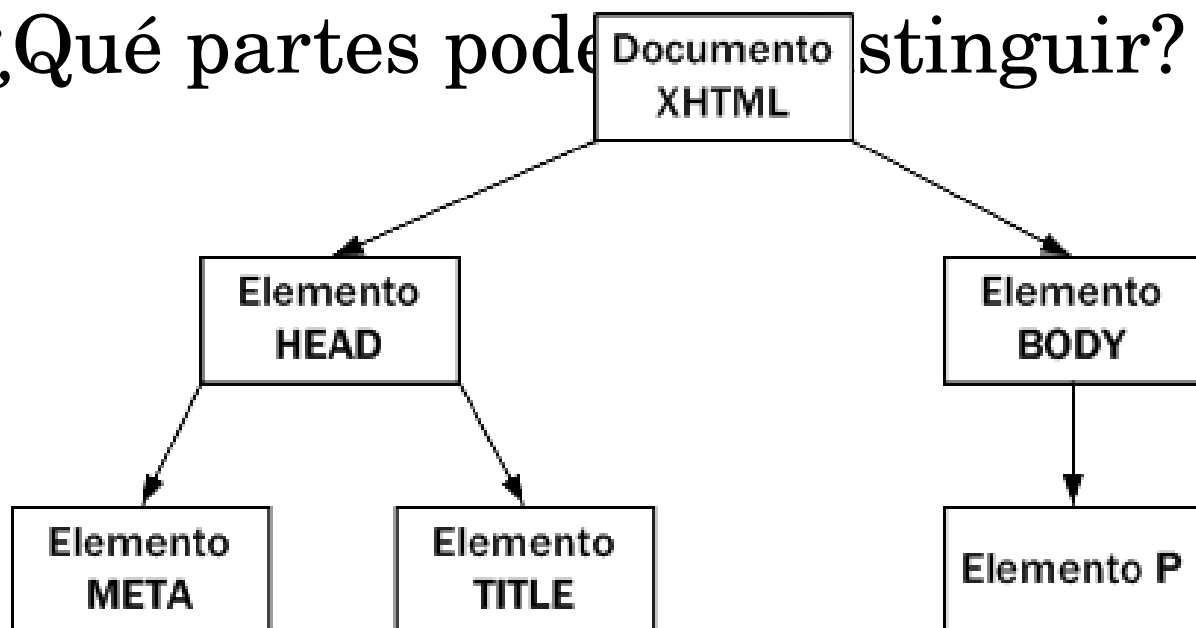 ¿Qué partes pode stinguir?
Documento
XHTML
Elemento
HEAD
Elemento
BODY
Elemento
META
Elemento
TITLE
Elemento P